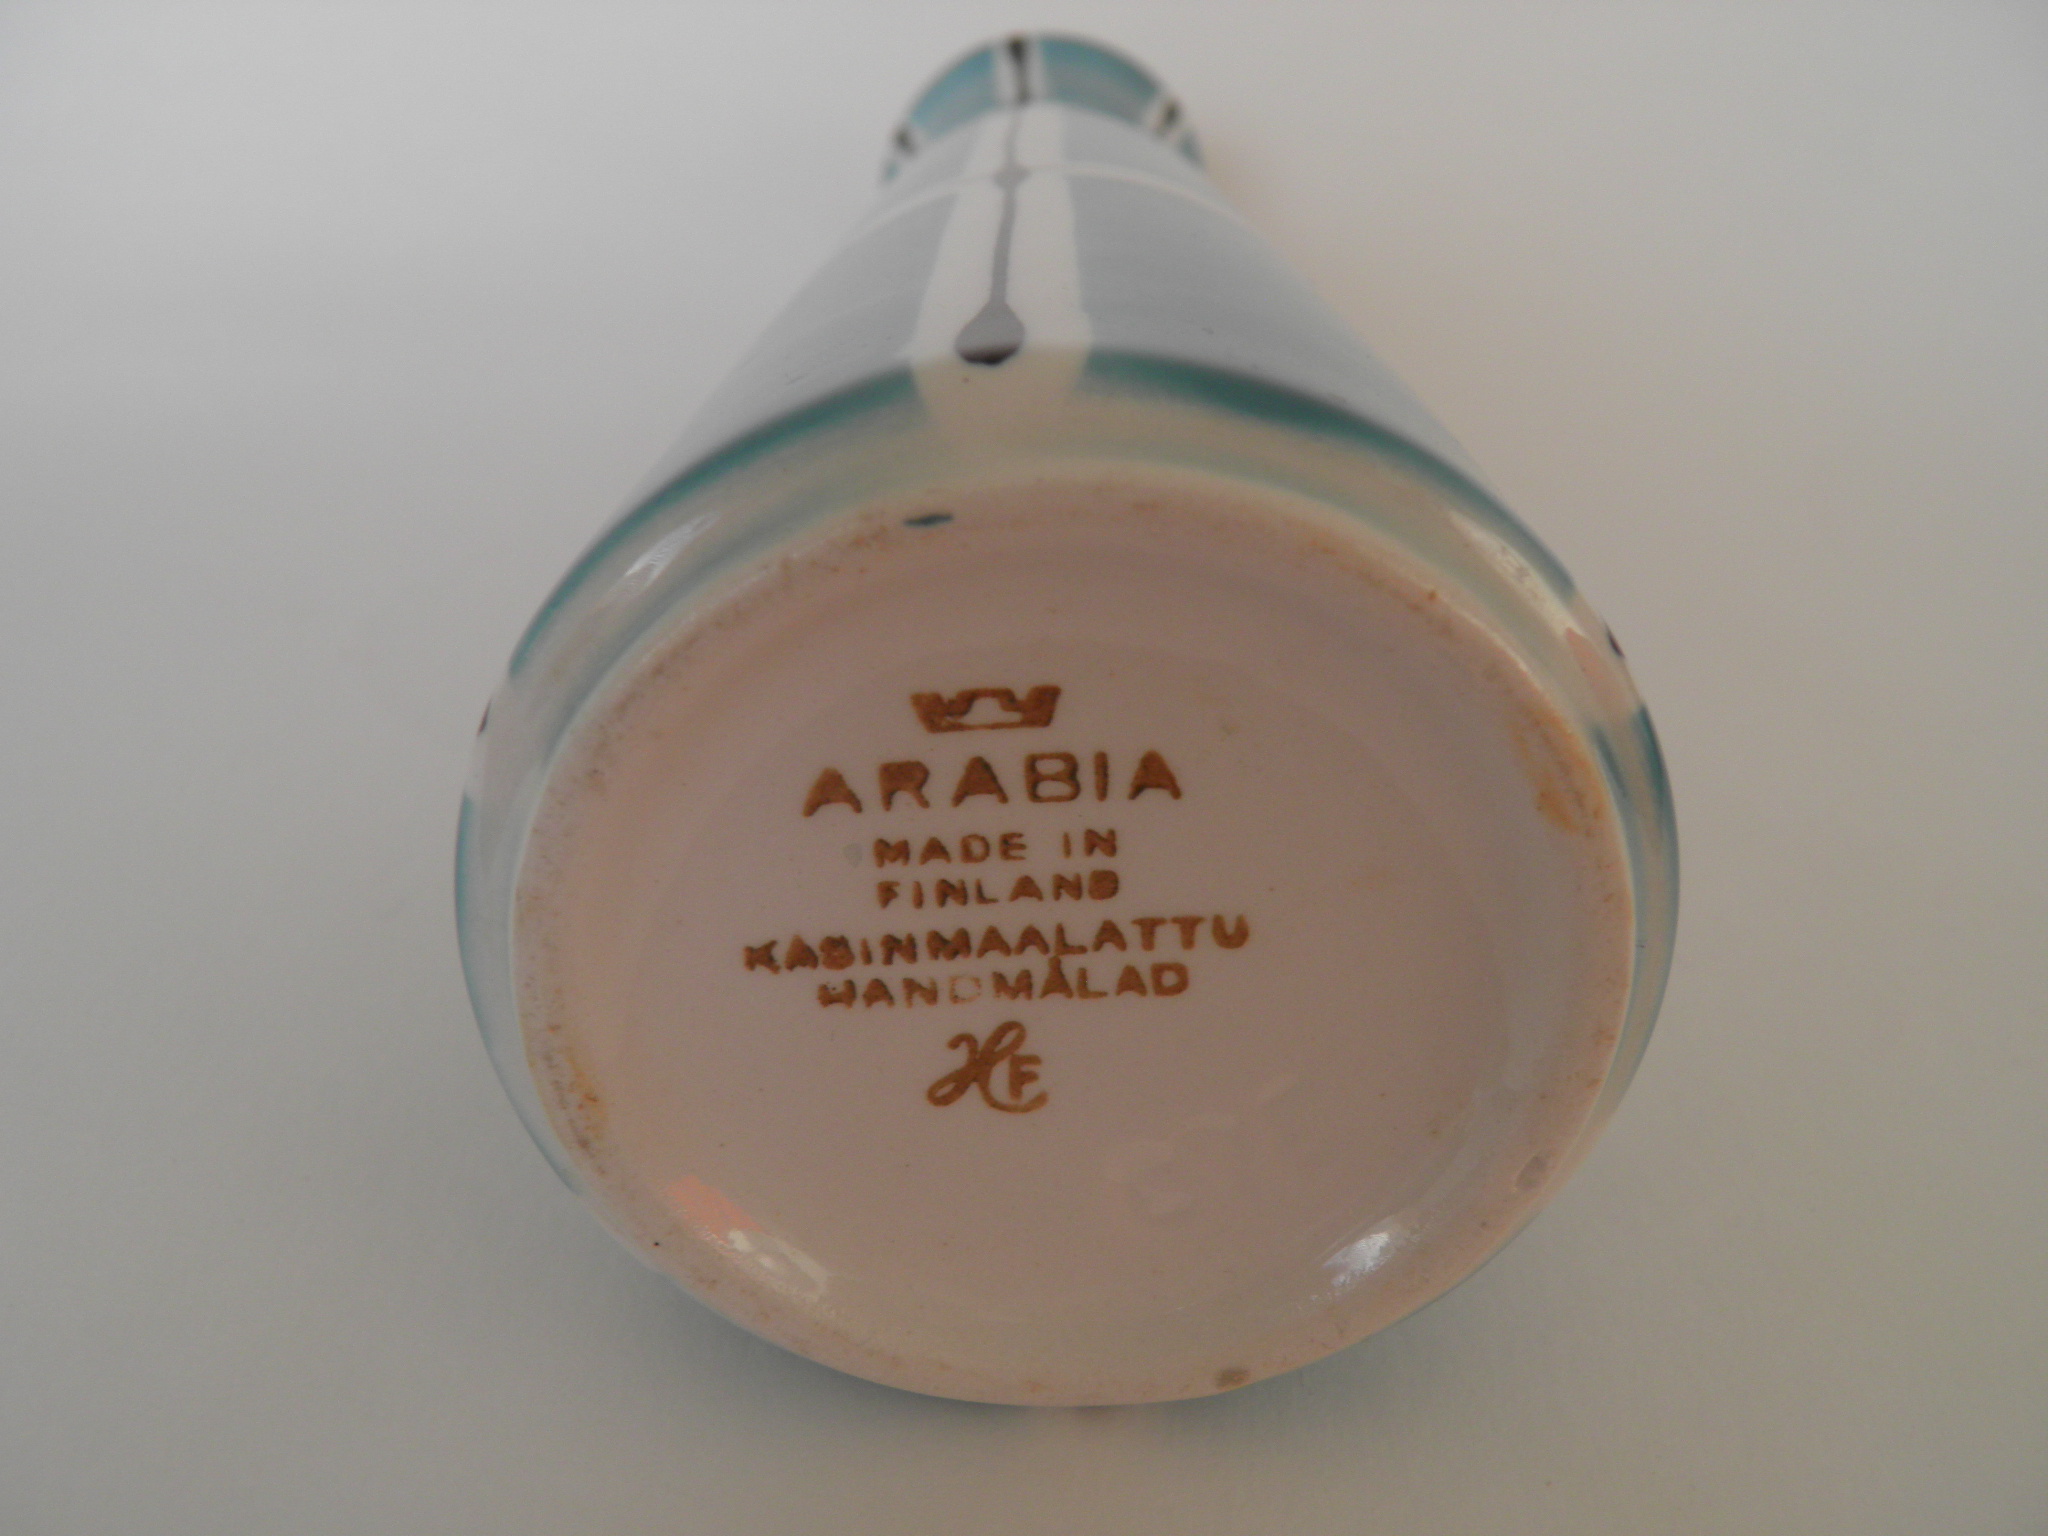 ARABIA
MADE IN
FINLAND
KÄSINMAALATTU
HANDMÅLAD
HF